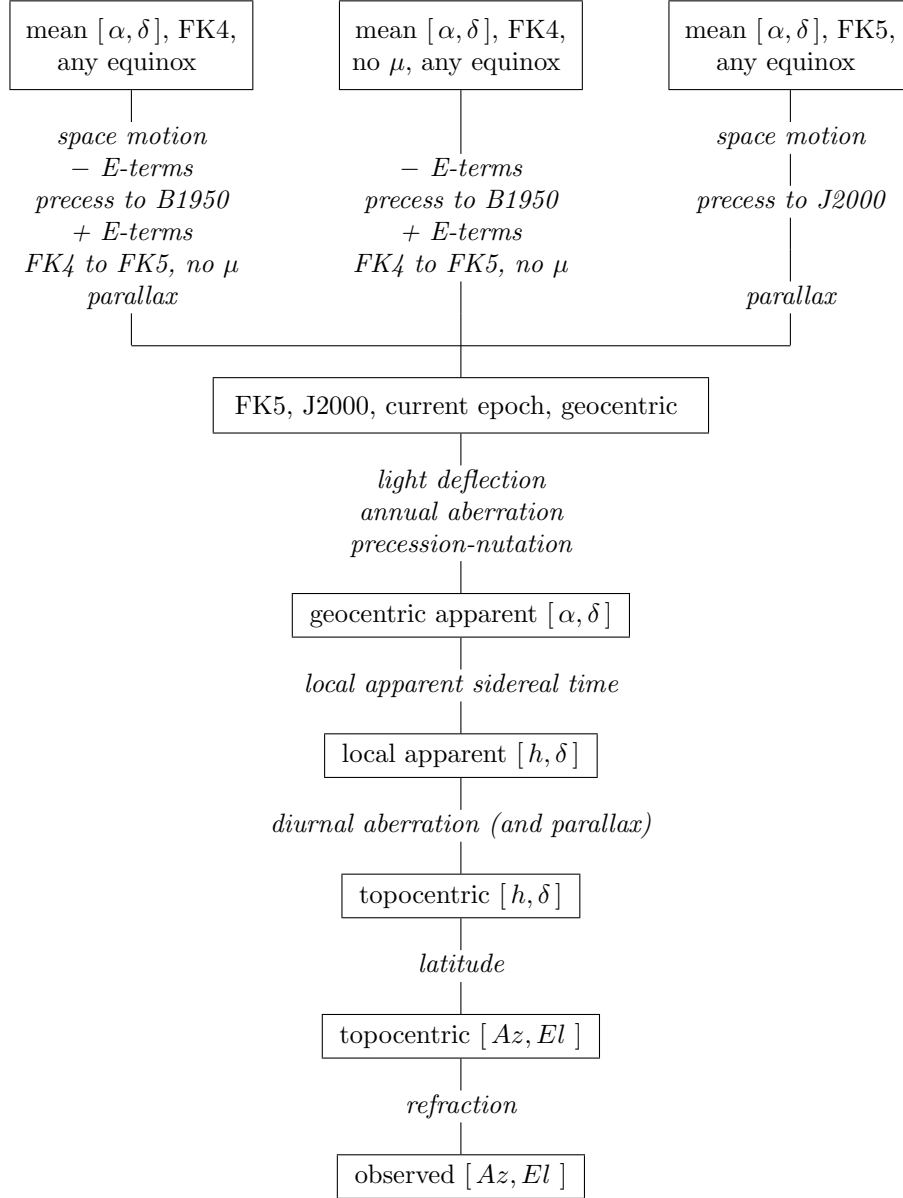 mean [ α, δ ], FK4,
any equinox
mean [ α, δ ], FK4,
no μ, any equinox
mean [ α, δ ], FK5,
any equinox
space motion
− E-terms
precess to B1950
+ E-terms
FK4 to FK5, no μ
parallax
− E-terms
precess to B1950
+ E-terms
FK4 to FK5, no μ
space motion
precess to J2000
parallax
FK5, J2000, current epoch, geocentric
light deflection
annual aberration
precession-nutation
geocentric apparent [ α, δ ]
local apparent sidereal time
local apparent [ h, δ ]
diurnal aberration (and parallax)
topocentric [ h, δ ]
latitude
topocentric [ Az, El ]
refraction
observed [ Az, El ]